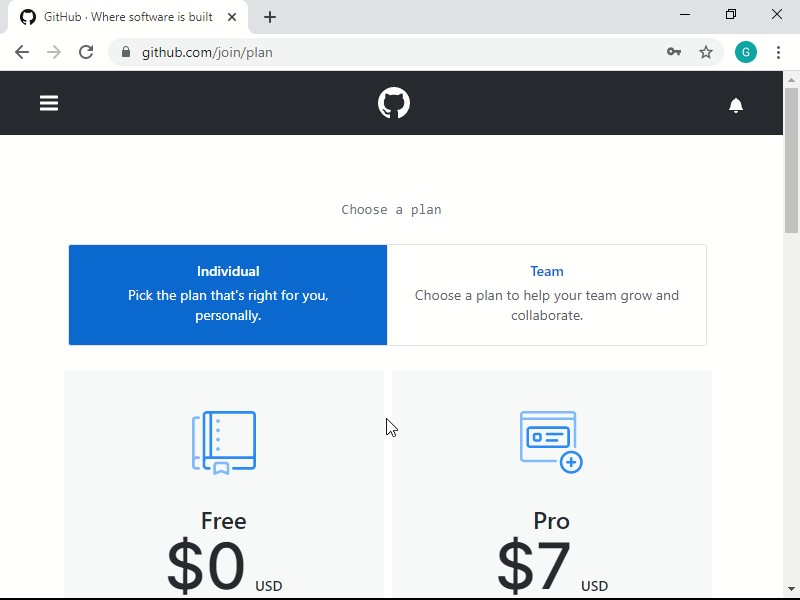 GitHub · Where software is built
github.com/join/plan
G
Choose a plan
Individual
Pick the plan that's right for you,
personally.
Team
Choose a plan to help your team grow and
collaborate.
Free
$0 USD
Pro
$7 USD